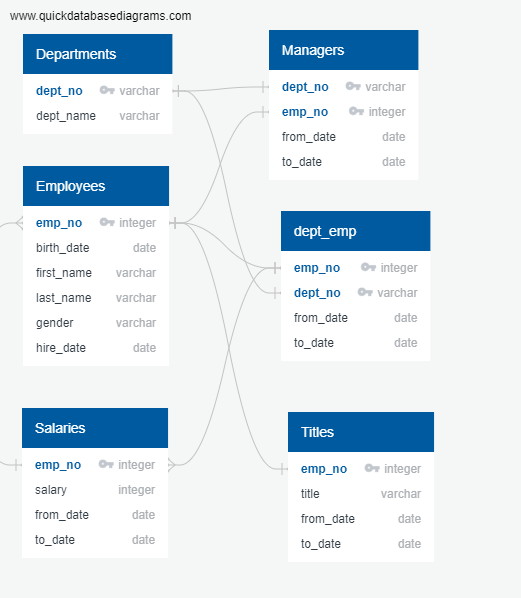 www.quickdatabasediagrams.com
Departments
dept_no varchar
dept_name varchar
Managers
dept_no varchar
emp_no integer
from_date date
to_date date
Employees
emp_no integer
birth_date date
first_name varchar
last_name varchar
gender varchar
hire_date date
dept_emp
emp_no integer
dept_no varchar
from_date date
to_date date
Salaries
emp_no integer
salary integer
from_date date
to_date date
Titles
emp_no integer
title varchar
from_date date
to_date date